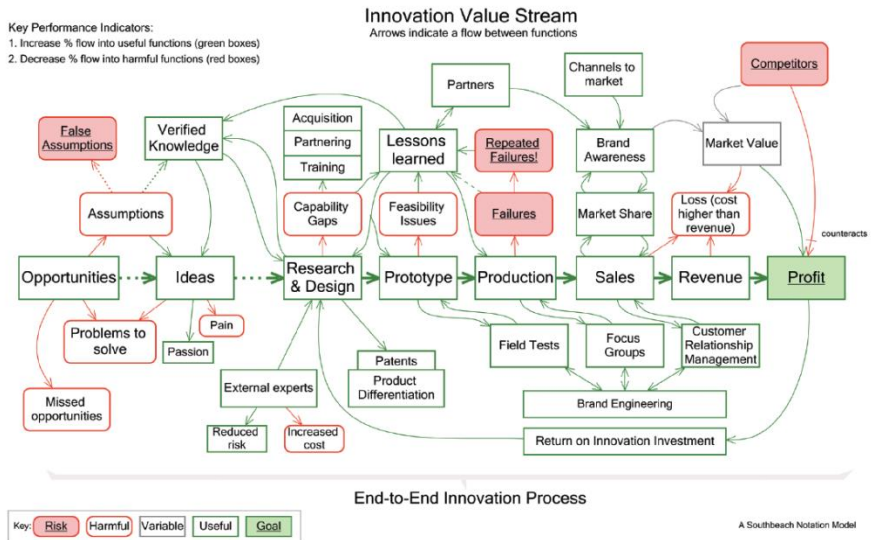 Innovation Value Stream
Arrows indicate a flow between functions
Key Performance Indicators:
1. Increase % flow into useful functions (green boxes)
2. Decrease % flow into harmful functions (red boxes)
Competitors
Channels to
market
Partners
Acquisition
Partnering
Training
False
Assumptions
Verified
Knowledge
Lessons
learned
Repeated
Failures!
Brand
Awareness
Market Value
Assumptions
Capability
Gaps
Feasibility
Issues
Failures
Market Share
Loss (cost
higher than
revenue)
counteracts
Opportunities
Ideas
Research
& Design
Prototype
Production
Sales
Revenue
Profit
Problems to
solve
Pain
Passion
Field Tests
Focus
Groups
Customer
Relationship
Management
Patents
Product
Differentiation
External experts
Missed
opportunities
Brand Engineering
Reduced
risk
Increased
cost
Return on Innovation Investment
End-to-End Innovation Process
Key:
Risk
Harmful
Variable
Useful
Goal
A Southbeach Notation Model